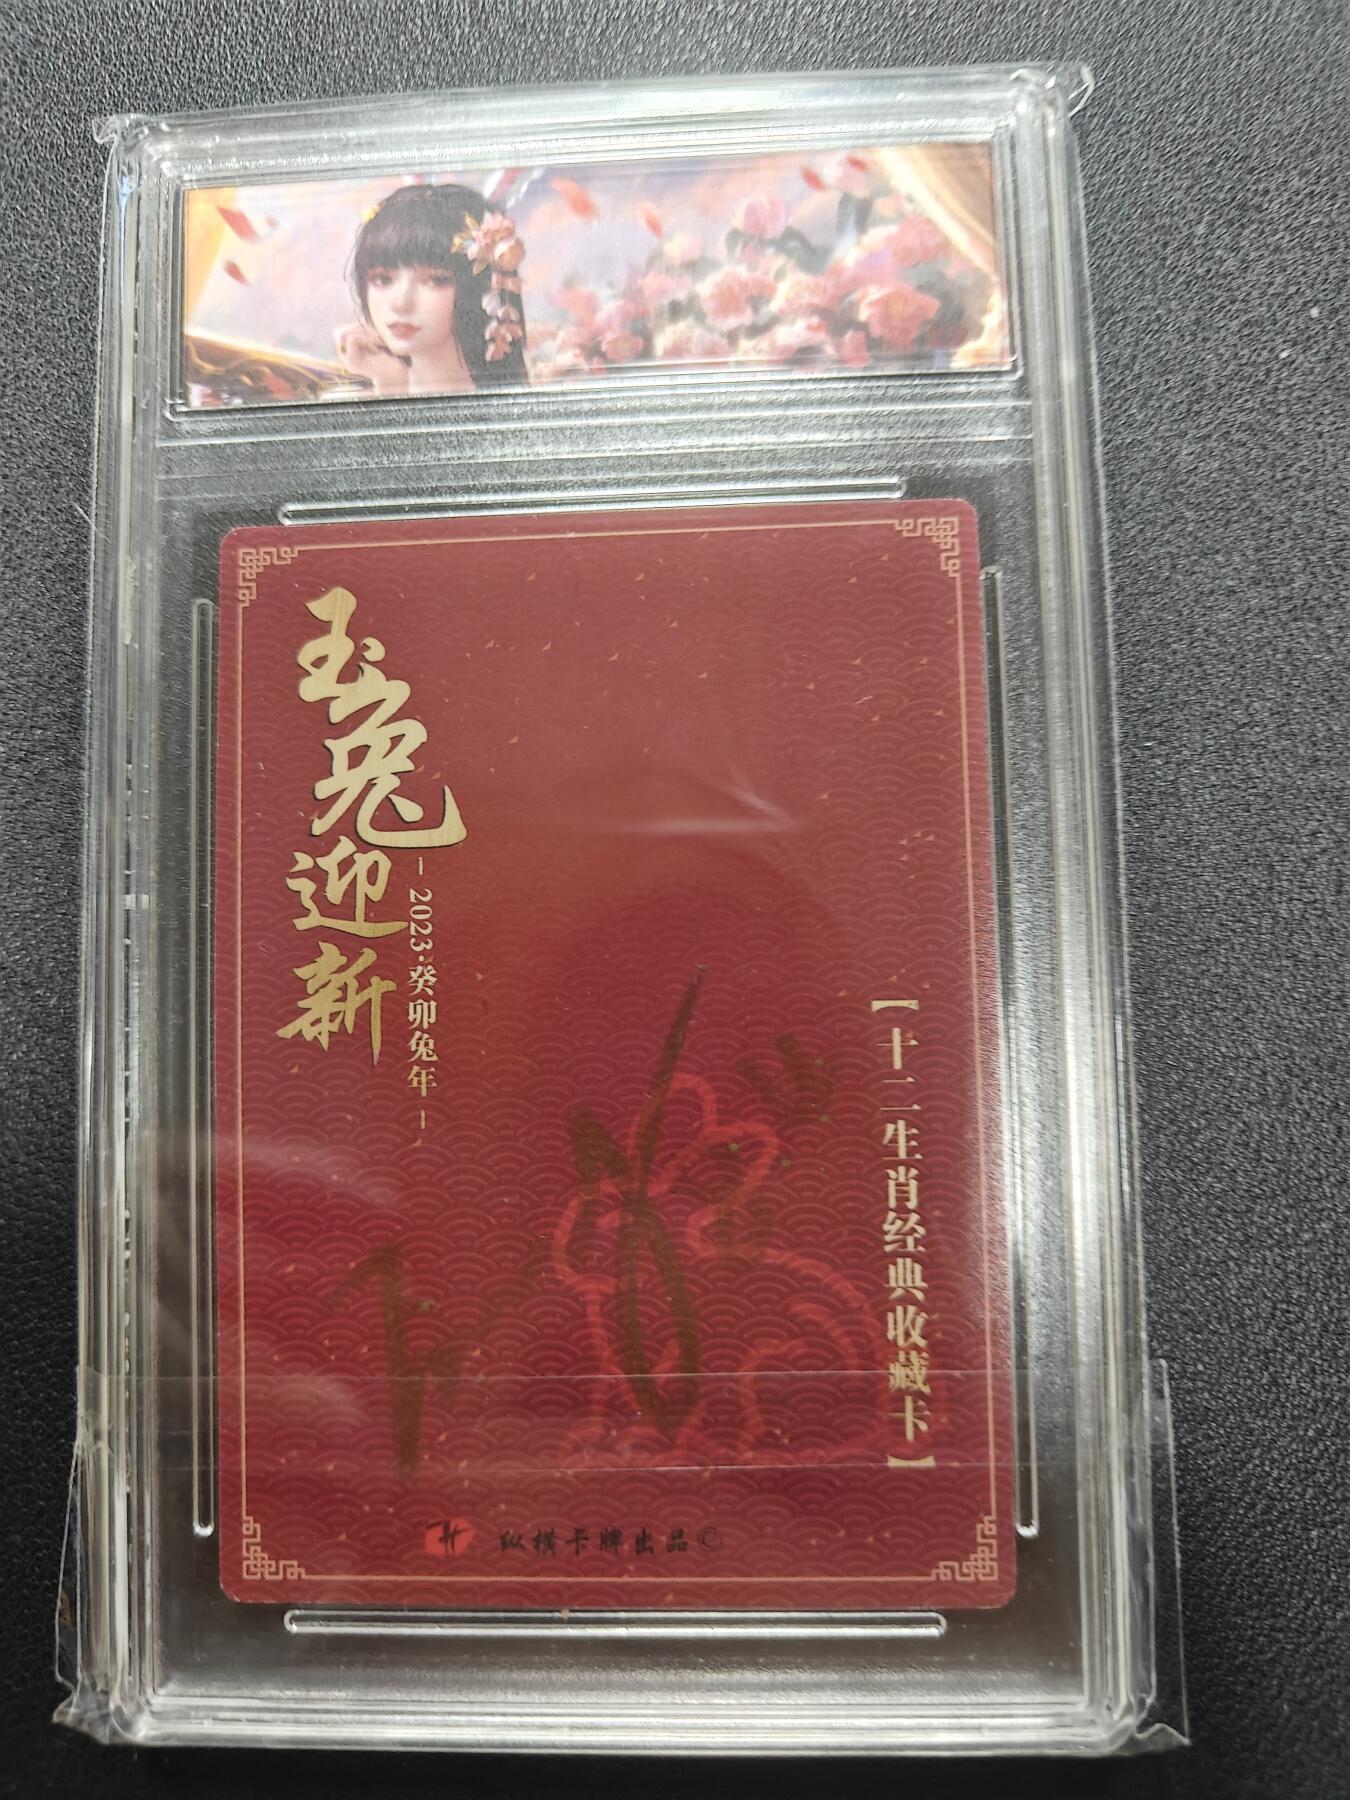 玉兔迎新
- 2023·癸卯兔年 -
【十二生肖经典收藏卡】
纵横卡牌出品©